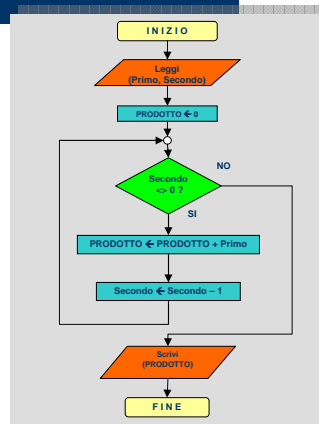 INIZIO
Leggi
(Primo, Secondo)
PRODOTTO ← 0
NO
Secondo
<> 0 ?
SI
PRODOTTO ← PRODOTTO + Primo
Secondo ← Secondo – 1
Scrivi
(PRODOTTO)
FINE